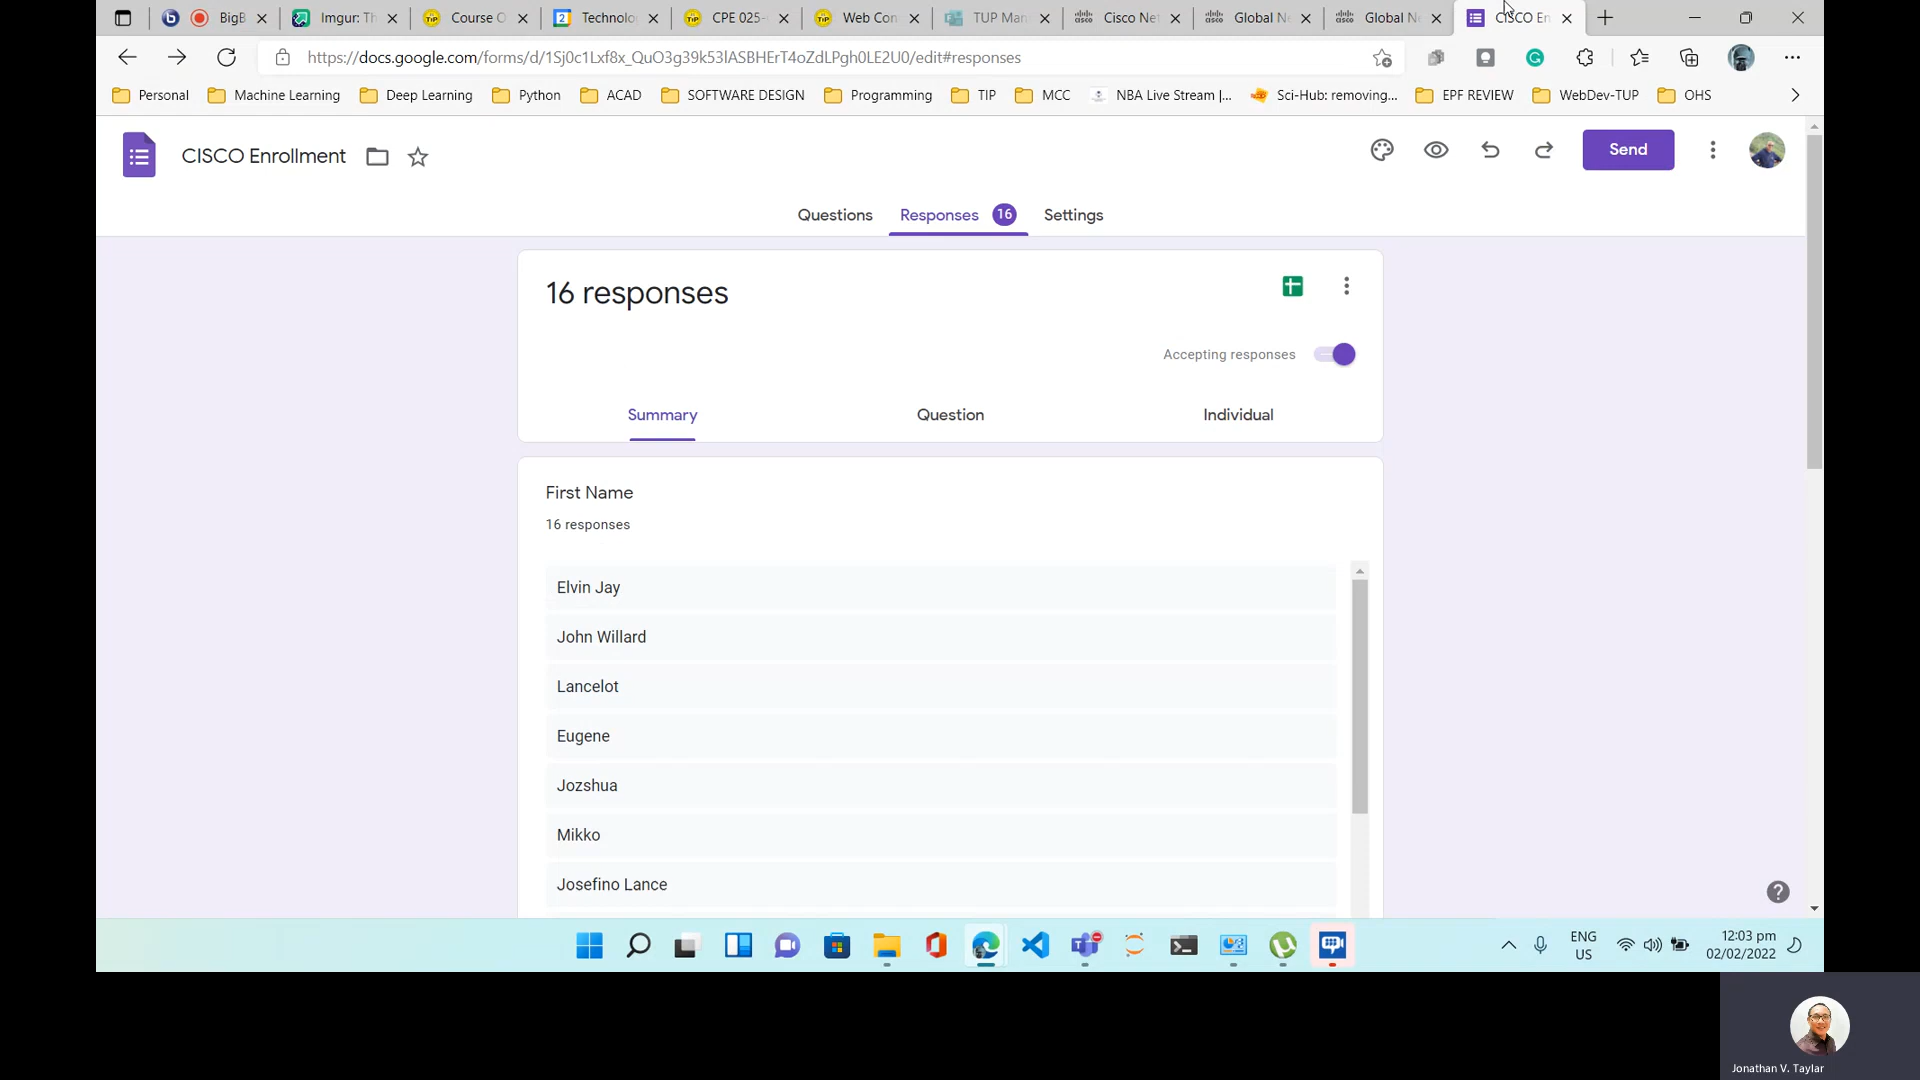 BigB
Imgur: Th
Course O
Technolo
CPE 025-
Web Con
TUP Man
Cisco Net
Global N
Global N
CISCO En
https://docs.google.com/forms/d/1Sj0c1Lxf8x_QuO3g39k53lASBHErT4oZdLPgh0LE2U0/edit#responses
Personal
Machine Learning
Deep Learning
Python
ACAD
SOFTWARE DESIGN
Programming
TIP
MCC
NBA Live Stream |...
Sci-Hub: removing...
EPF REVIEW
WebDev-TUP
OHS
CISCO Enrollment
Send
Questions
Responses 16
Settings
16 responses
Accepting responses
Summary
Question
Individual
First Name
16 responses
Elvin Jay
John Willard
Lancelot
Eugene
Jozshua
Mikko
Josefino Lance
ENG
US
12:03 pm
02/02/2022
Jonathan V. Taylar